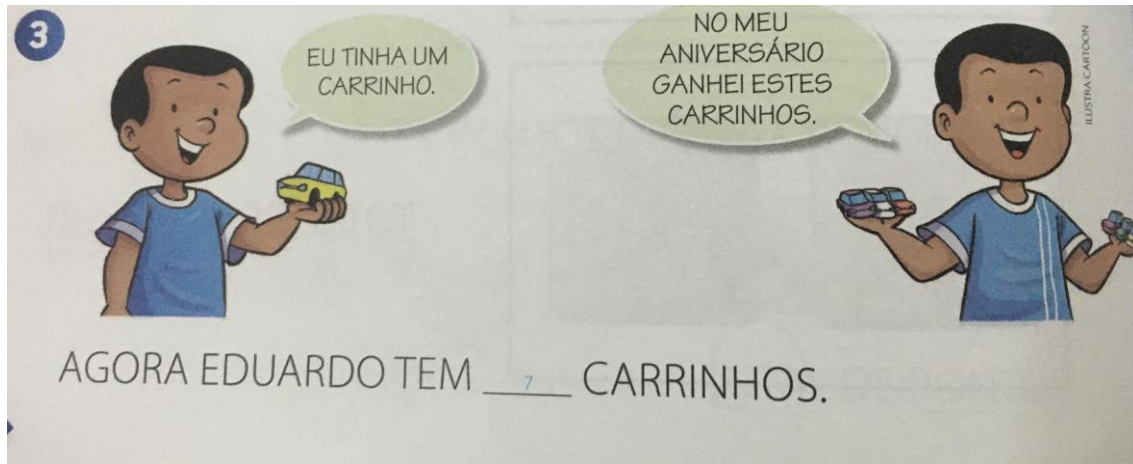 3
EU TINHA UM
CARRINHO.
NO MEU
ANIVERSÁRIO
GANHEI ESTES
CARRINHOS.
ILUSTRA CARTOON
AGORA EDUARDO TEM 7 CARRINHOS.